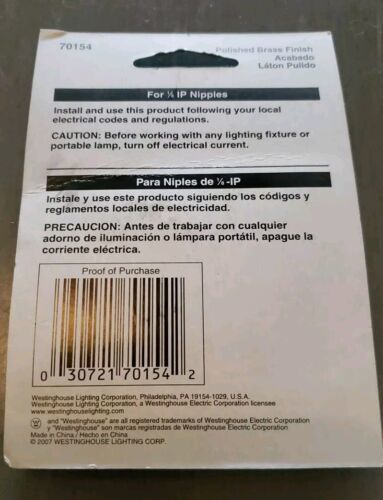 70154
Polished Brass Finish
Acabado
Láton Pulido
For ⅛ IP Nipples
Install and use this product following your local
electrical codes and regulations.
CAUTION: Before working with any lighting fixture or
portable lamp, turn off electrical current.
Para Niples de ⅛-IP
Instale y use este producto siguiendo los códigos y
reglamentos locales de electricidad.
PRECAUCION: Antes de trabajar con cualquier
adorno de iluminación o lámpara portátil, apague la
corriente eléctrica.
Proof of Purchase
0 30721 70154 2
Westinghouse Lighting Corporation, Philadelphia, PA 19154-1029, U.S.A.
Westinghouse Lighting Corporation, a Westinghouse Electric Corporation licensee
www.westinghouselighting.com
W and "Westinghouse" are all registered trademarks of Westinghouse Electric Corporation
y "Westinghouse" son marcas registradas de Westinghouse Electric Corporation
Made in China / Hecho en China
© 2007 WESTINGHOUSE LIGHTING CORP.